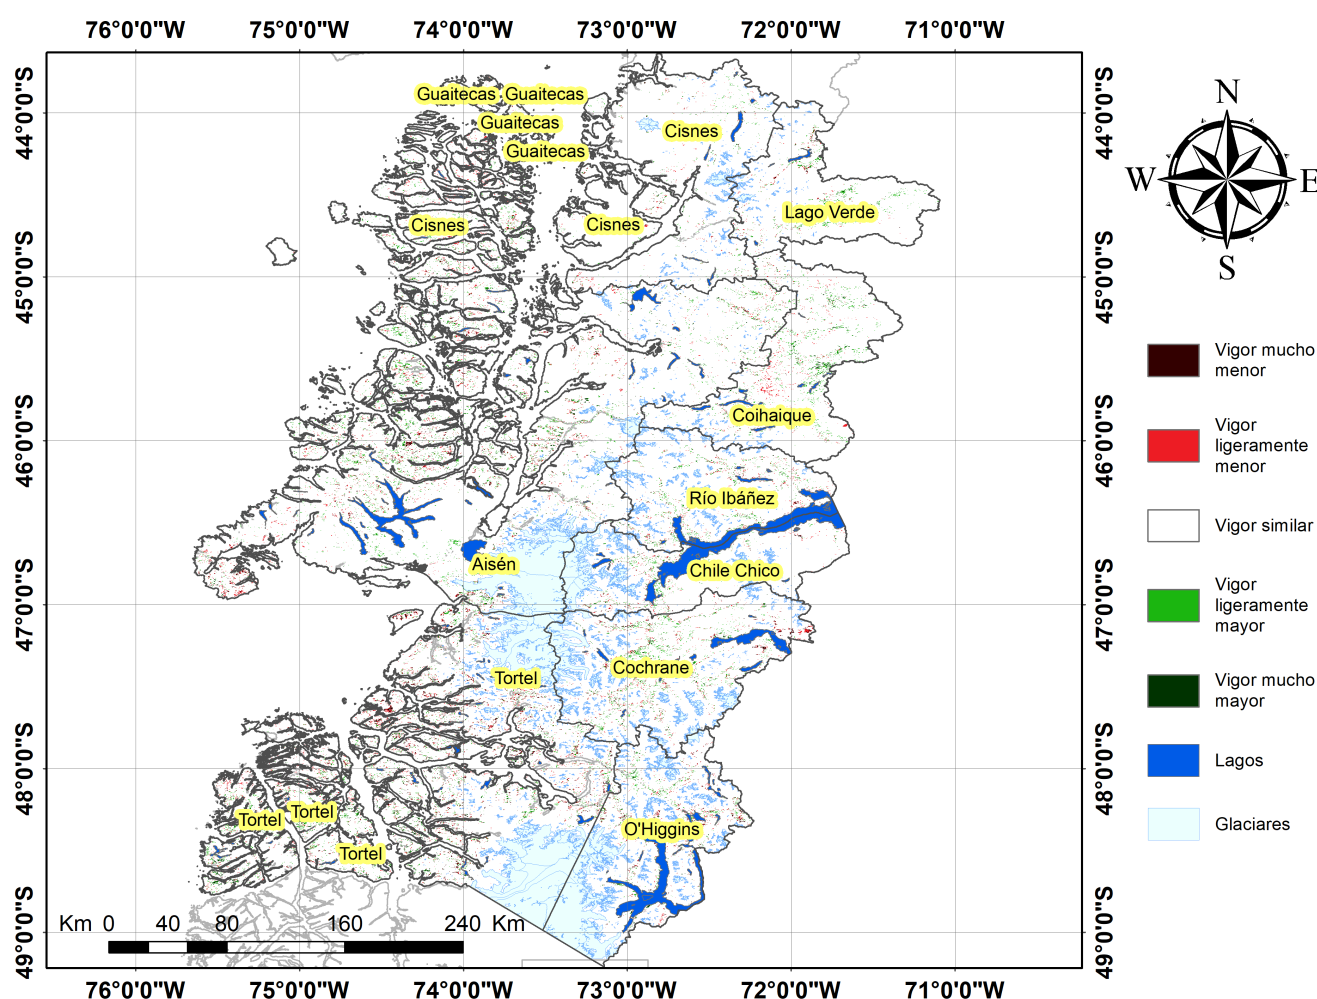 76°0'0"W 75°0'0"W 74°0'0"W 73°0'0"W 72°0'0"W 71°0'0"W
44°0'0"S
45°0'0"S
46°0'0"S
47°0'0"S
48°0'0"S
49°0'0"S
Guaitecas Guaitecas
Guaitecas
Guaitecas
Cisnes
Cisnes
Cisnes
Lago Verde
Coihaique
Río Ibáñez
Aisén
Chile Chico
Cochrane
Tortel
Tortel
Tortel
Tortel
O'Higgins
Km 0 40 80 160 240 Km
76°0'0"W 75°0'0"W 74°0'0"W 73°0'0"W 72°0'0"W 71°0'0"W
44°0'0"S
45°0'0"S
46°0'0"S
47°0'0"S
48°0'0"S
49°0'0"S
N
W E
S
Vigor mucho
menor
Vigor
ligeramente
menor
Vigor similar
Vigor
ligeramente
mayor
Vigor mucho
mayor
Lagos
Glaciares